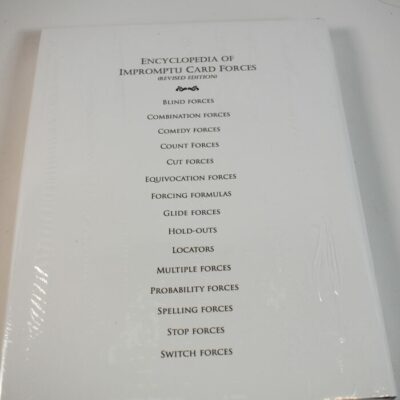 Encyclopedia of
Impromptu Card Forces
(Revised Edition)
Blind forces
Combination forces
Comedy forces
Count Forces
Cut forces
Equivocation forces
Forcing formulas
Glide forces
Hold-outs
Locators
Multiple forces
Probability forces
Spelling forces
Stop forces
Switch forces